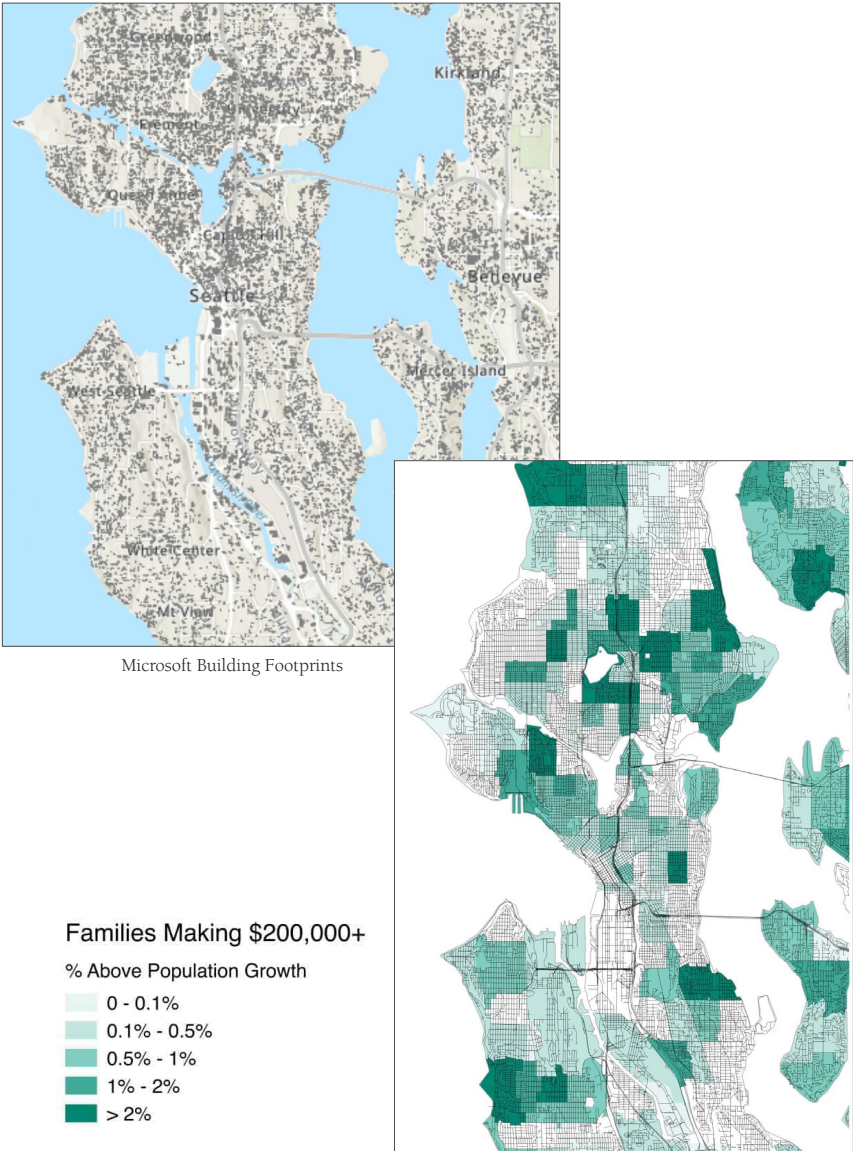 Greenwood
Kirkland
University
Fremont
Queen Anne
Capitol Hill
Bellevue
Seattle
Mercer Island
West Seattle
White Center
Mt View
Microsoft Building Footprints
Families Making $200,000+
% Above Population Growth
0 - 0.1%
0.1% - 0.5%
0.5% - 1%
1% - 2%
> 2%